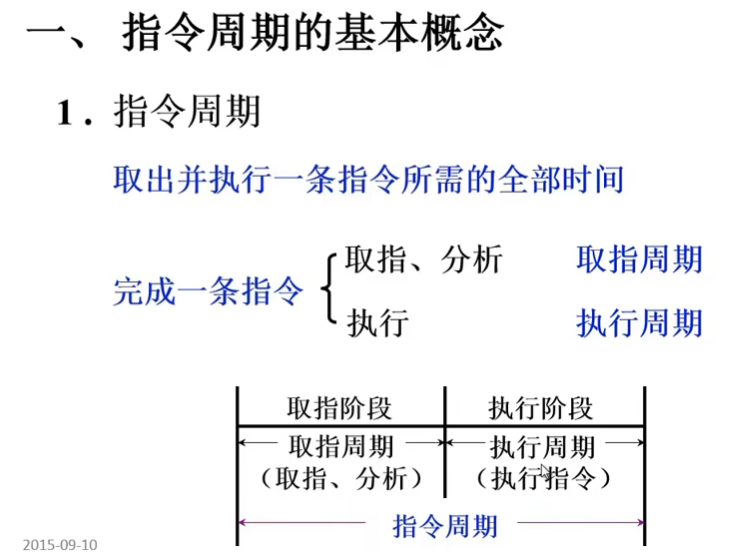 一、 指令周期的基本概念
1．指令周期
取出并执行一条指令所需的全部时间
完成一条指令
取指、分析 取指周期
执行 执行周期
取指阶段 执行阶段
取指周期 执行周期
（取指、分析） （执行指令）
指令周期
2015-09-10